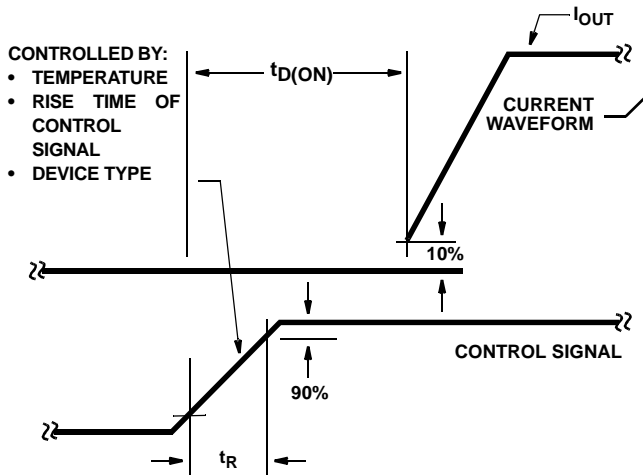 CONTROLLED BY:
• TEMPERATURE
• RISE TIME OF
CONTROL
SIGNAL
• DEVICE TYPE
tD(ON)
IOUT
CURRENT
WAVEFORM
10%
CONTROL SIGNAL
90%
tR